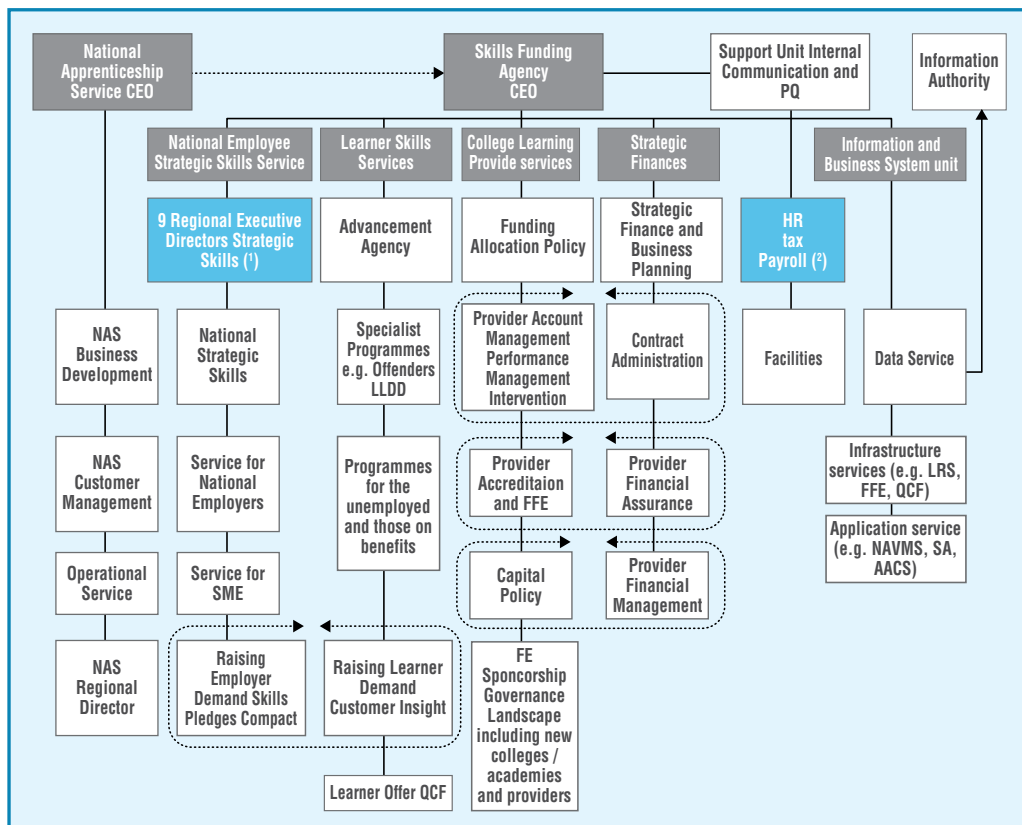 National
Apprenticeship
Service CEO
Skills Funding
Agency
CEO
Support Unit Internal
Communication and
PQ
Information
Authority
National Employee
Strategic Skills Service
Learner Skills
Services
College Learning
Provide services
Strategic
Finances
Information and
Business System unit
9 Regional Executive
Directors Strategic
Skills (1)
Advancement
Agency
Funding
Allocation Policy
Strategic
Finance and
Business
Planning
HR
tax
Payroll (2)
NAS
Business
Development
National
Strategic
Skills
Specialist
Programmes
e.g. Offenders
LLDD
Provider Account
Management
Performance
Management
Intervention
Contract
Administration
Facilities
Data Service
NAS
Customer
Management
Service for
National
Employers
Programmes
for the
unemployed
and those on
benefits
Provider
Accreditaion
and FFE
Provider
Financial
Assurance
Infrastructure
services (e.g. LRS,
FFE, QCF)
Application service
(e.g. NAVMS, SA,
AACS)
Operational
Service
Service for
SME
Capital
Policy
Provider
Financial
Management
NAS
Regional
Director
Raising
Employer
Demand Skills
Pledges Compact
Raising Learner
Demand
Customer Insight
FE
Sponcorship
Governance
Landscape
including new
colleges /
academies
and providers
Learner Offer QCF